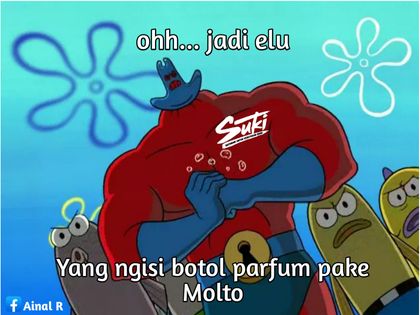 ohh... jadi elu
Suki
Yang ngisi botol parfum pake
Molto
Ainal R